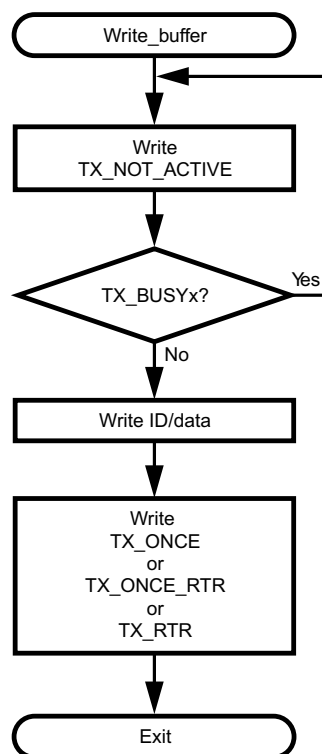 Write_buffer
Write
TX_NOT_ACTIVE
TX_BUSYx?
Yes
No
Write ID/data
Write
TX_ONCE
or
TX_ONCE_RTR
or
TX_RTR
Exit